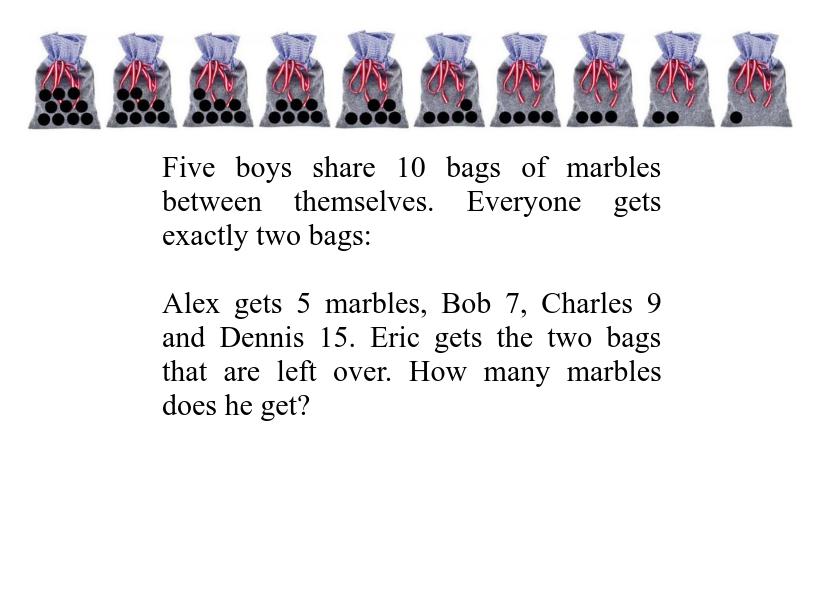 Five boys share 10 bags of marbles
between themselves. Everyone gets
exactly two bags:
Alex gets 5 marbles, Bob 7, Charles 9
and Dennis 15. Eric gets the two bags
that are left over. How many marbles
does he get?